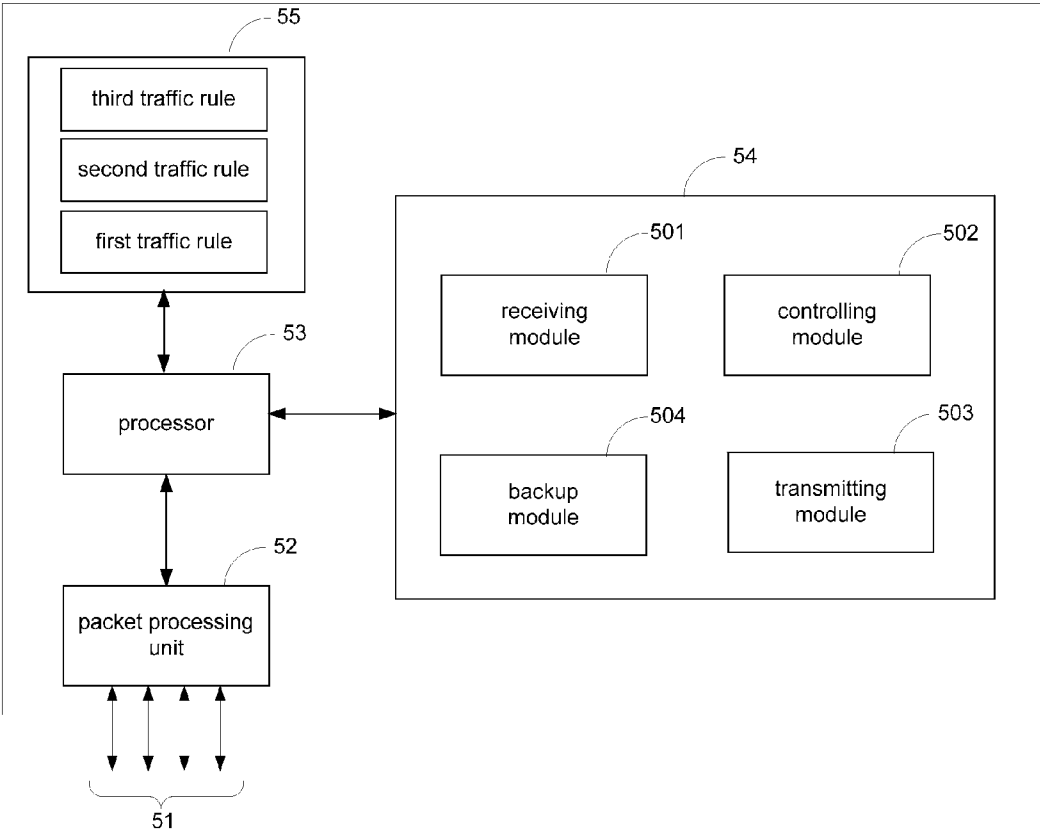 55
third traffic rule
second traffic rule
first traffic rule
54
501
receiving
module
502
controlling
module
53
processor
504
backup
module
503
transmitting
module
52
packet processing
unit
51